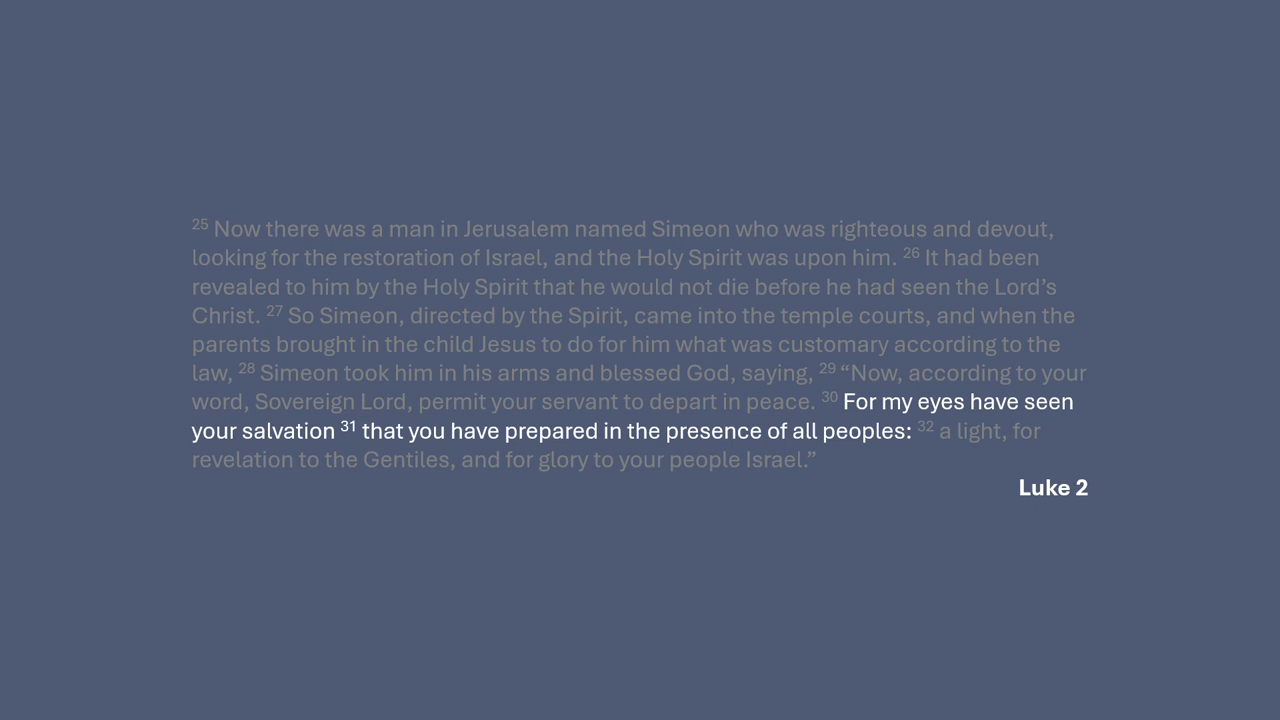 25 Now there was a man in Jerusalem named Simeon who was righteous and devout,
looking for the restoration of Israel, and the Holy Spirit was upon him. 26 It had been
revealed to him by the Holy Spirit that he would not die before he had seen the Lord’s
Christ. 27 So Simeon, directed by the Spirit, came into the temple courts, and when the
parents brought in the child Jesus to do for him what was customary according to the
law, 28 Simeon took him in his arms and blessed God, saying, 29 “Now, according to your
word, Sovereign Lord, permit your servant to depart in peace. 30 For my eyes have seen
your salvation 31 that you have prepared in the presence of all peoples: 32 a light, for
revelation to the Gentiles, and for glory to your people Israel.”
Luke 2